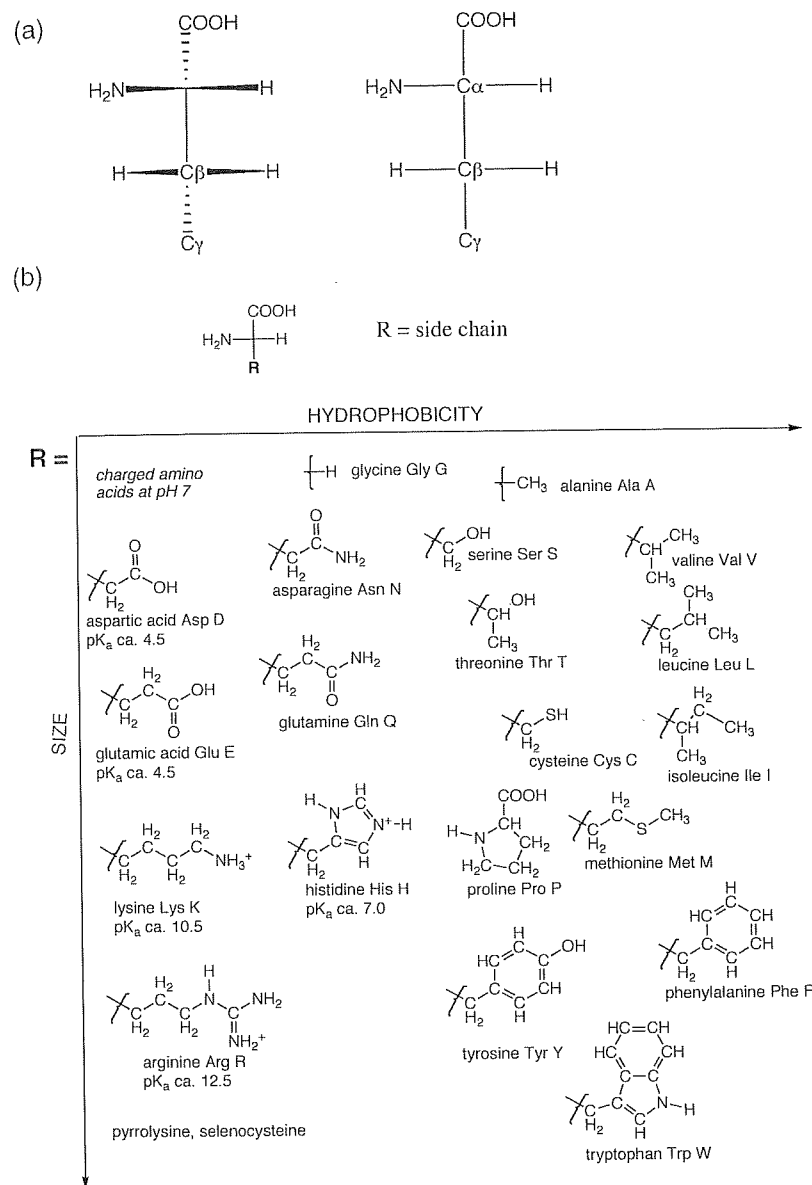 (a)
COOH
H₂N
H
H
Cβ
H
Cγ
COOH
H₂N
Cα
H
H
Cβ
H
Cγ
(b)
COOH
H₂N
H
R
R = side chain
HYDROPHOBICITY
SIZE
R =
charged amino
acids at pH 7
H glycine Gly G
CH₃ alanine Ala A
O
C
C
H₂
OH
aspartic acid Asp D
pKₐ ca. 4.5
O
C
C
H₂
NH₂
asparagine Asn N
OH
C
H₂
serine Ser S
CH₃
CH
CH₃
valine Val V
OH
CH
CH₃
threonine Thr T
CH₃
CH
C
H₂
CH₃
leucine Leu L
H₂
C
C
H₂
C
OH
O
glutamic acid Glu E
pKₐ ca. 4.5
H₂
C
C
H₂
C
NH₂
O
glutamine Gln Q
SH
C
H₂
cysteine Cys C
H₂
C
CH
CH₃
CH₃
isoleucine Ile I
H₂
C
C
H₂
H₂
C
C
H₂
NH₃⁺
lysine Lys K
pKₐ ca. 10.5
H
N
H
C
N⁺-H
C
H
C
H₂
histidine His H
pKₐ ca. 7.0
COOH
H
N
CH
CH₂
H₂C
C
H₂
proline Pro P
H₂
C
C
H₂
S
CH₃
methionine Met M
H₂
C
C
H₂
C
H₂
H
N
C
NH₂
NH₂⁺
arginine Arg R
pKₐ ca. 12.5
H
C
HC
C
OH
C
CH
C
H
C
H₂
tyrosine Tyr Y
H
C
HC
CH
C
CH
C
H
C
H₂
phenylalanine Phe F
H
C
HC
CH
HC
CH
C
C
C
C
H
N
H
C
H₂
tryptophan Trp W
pyrrolysine, selenocysteine